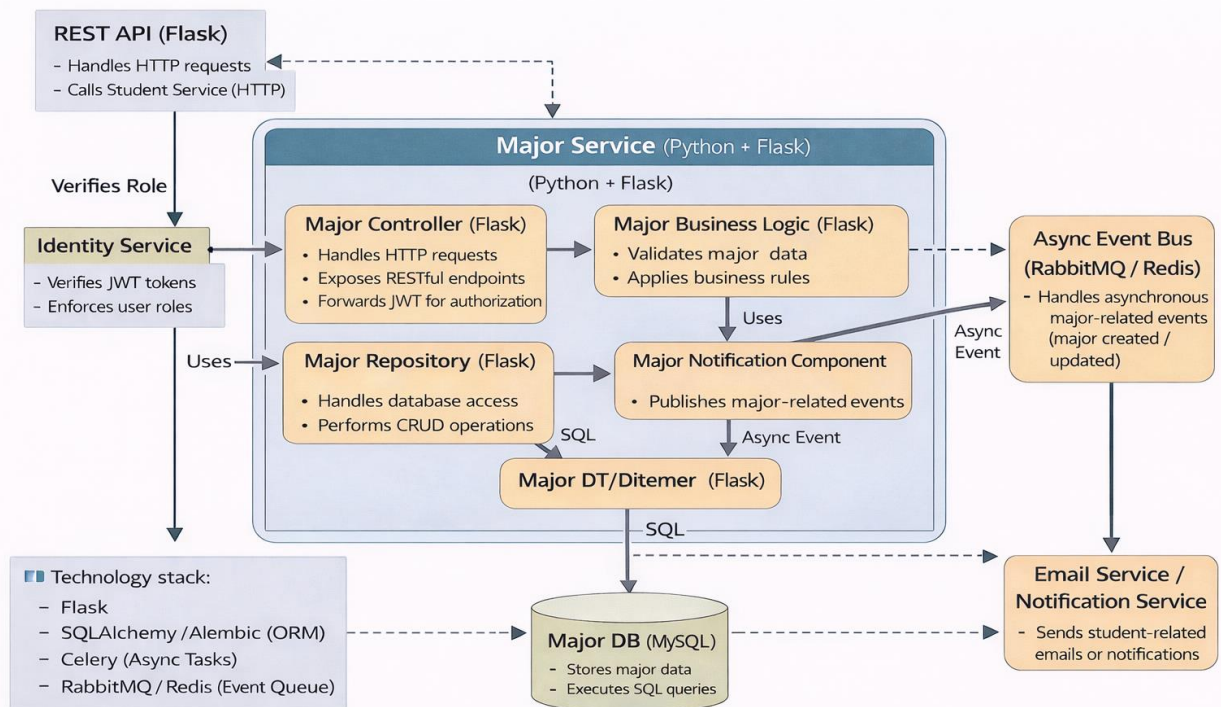 REST API (Flask)
- Handles HTTP requests
- Calls Student Service (HTTP)
Verifies Role
Identity Service
- Verifies JWT tokens
- Enforces user roles
Major Service (Python + Flask)
(Python + Flask)
Major Controller (Flask)
• Handles HTTP requests
• Exposes RESTful endpoints
• Forwards JWT for authorization
Major Business Logic (Flask)
• Validates major data
• Applies business rules
Async Event Bus
(RabbitMQ / Redis)
- Handles asynchronous
major-related events
(major created /
updated)
Uses
Async
Event
Uses
Major Repository (Flask)
• Handles database access
• Performs CRUD operations
Major Notification Component
• Publishes major-related events
SQL
Async Event
Major DT/Ditemer (Flask)
SQL
Technology stack:
- Flask
- SQLAlchemy /Alembic (ORM)
- Celery (Async Tasks)
- RabbitMQ / Redis (Event Queue)
Major DB (MySQL)
- Stores major data
- Executes SQL queries
Email Service /
Notification Service
- Sends student-related
emails or notifications